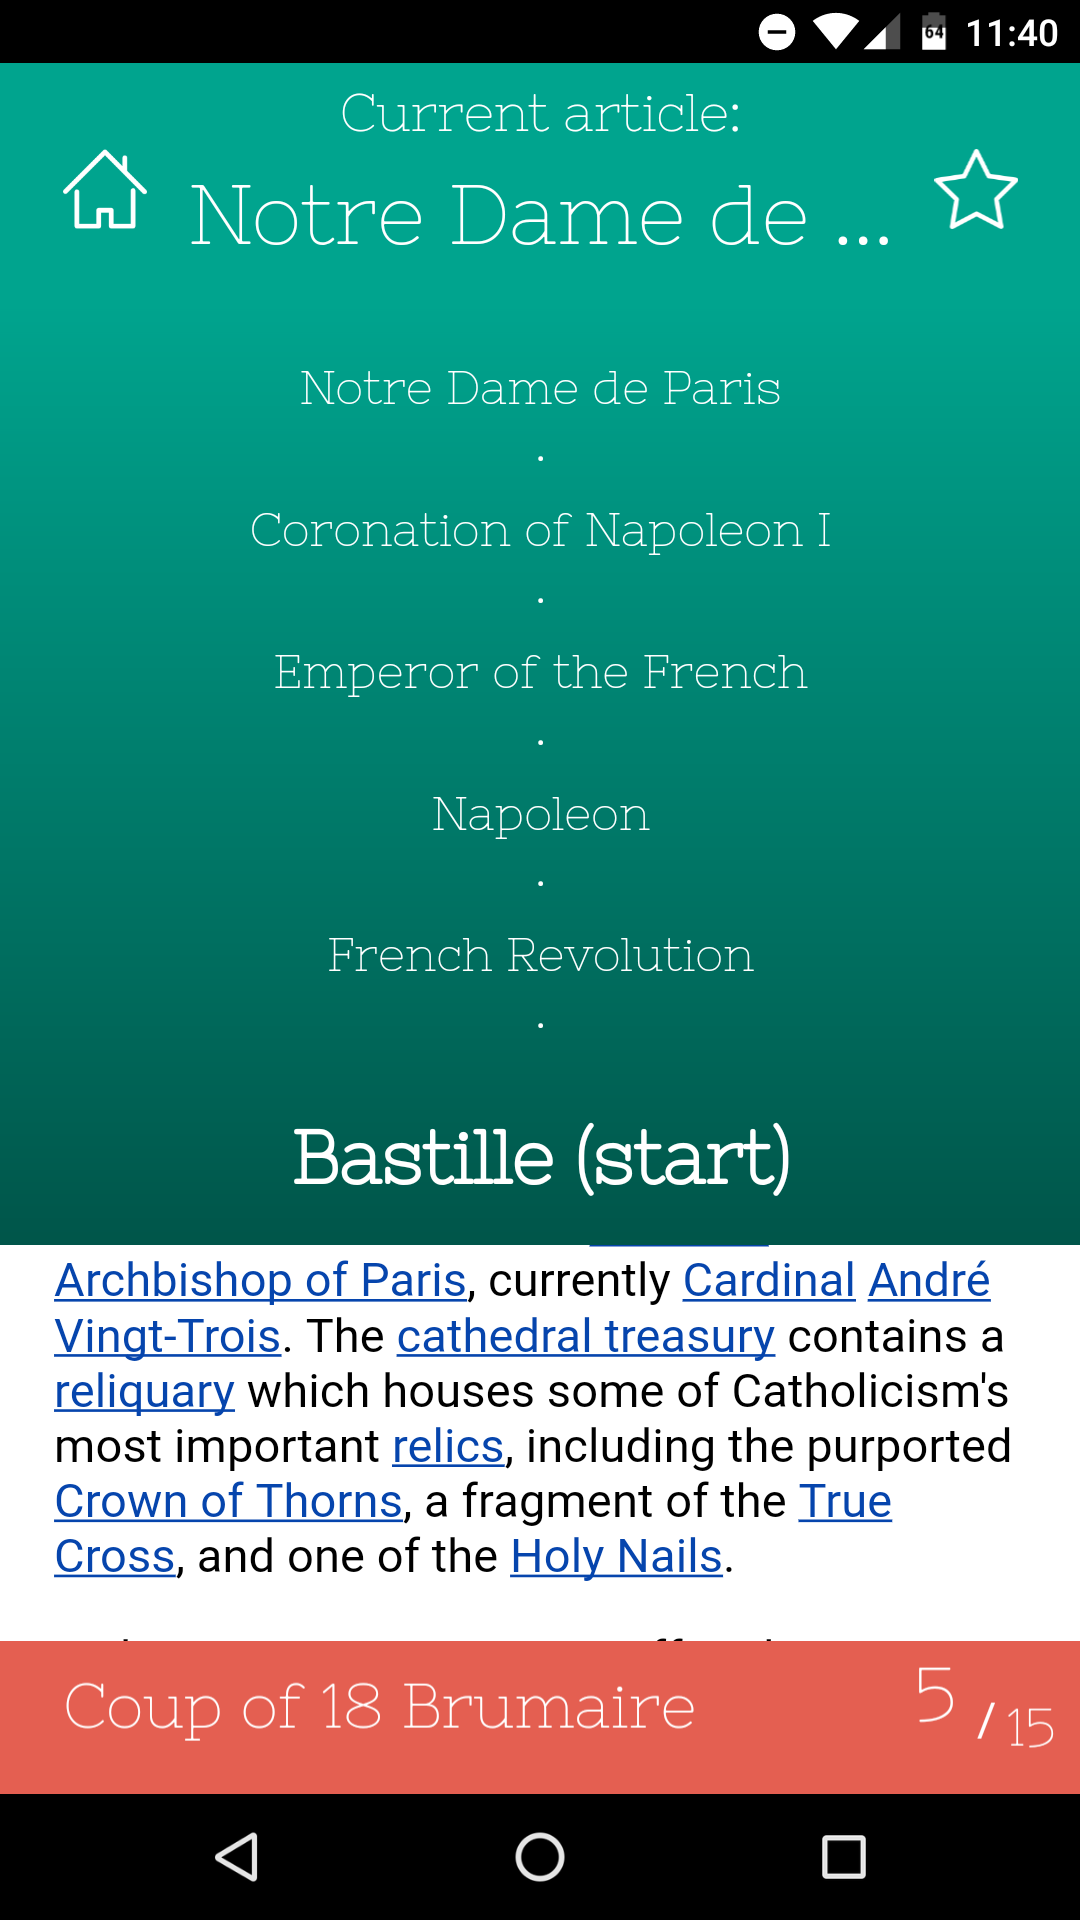 64 11:40
Current article:
Notre Dame de ...
Notre Dame de Paris
.
Coronation of Napoleon I
.
Emperor of the French
.
Napoleon
.
French Revolution
.
Bastille (start)
Archbishop of Paris, currently Cardinal André
Vingt-Trois. The cathedral treasury contains a
reliquary which houses some of Catholicism's
most important relics, including the purported
Crown of Thorns, a fragment of the True
Cross, and one of the Holy Nails.
Coup of 18 Brumaire 5 / 15